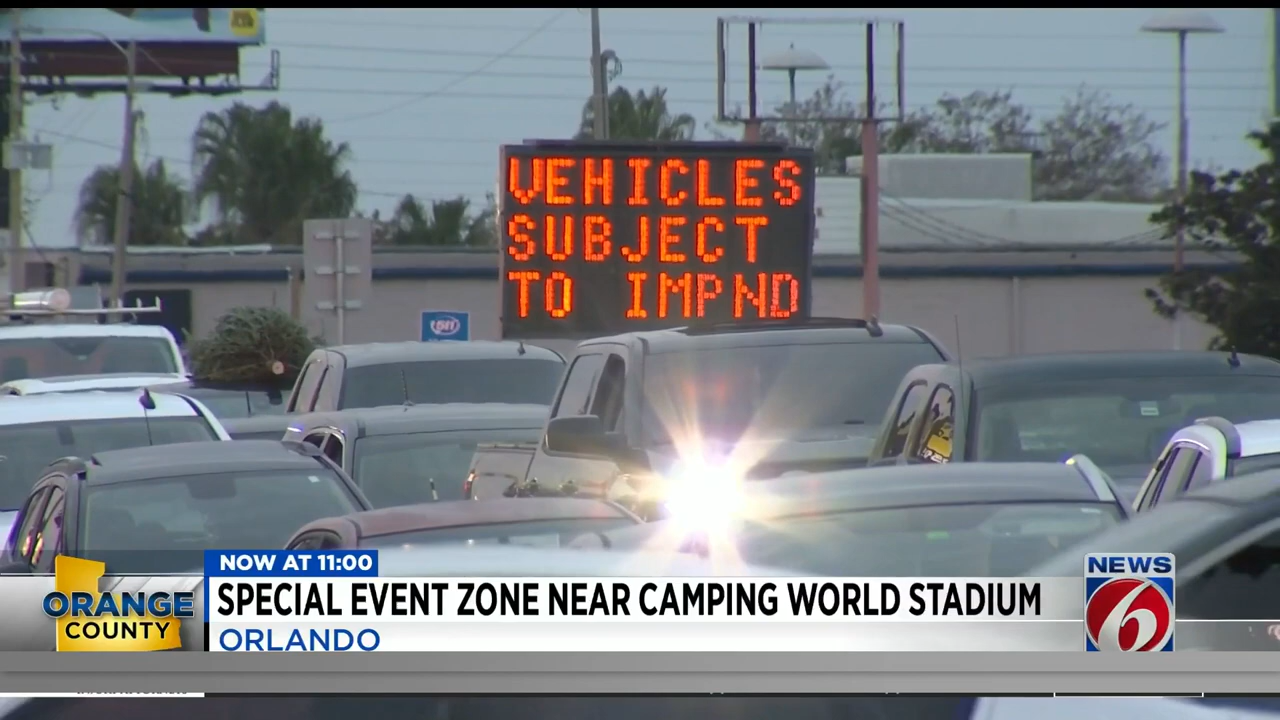 VEHICLES
SUBJECT
TO IMPND
511
NOW AT 11:00
ORANGE
COUNTY
SPECIAL EVENT ZONE NEAR CAMPING WORLD STADIUM
ORLANDO
NEWS
6